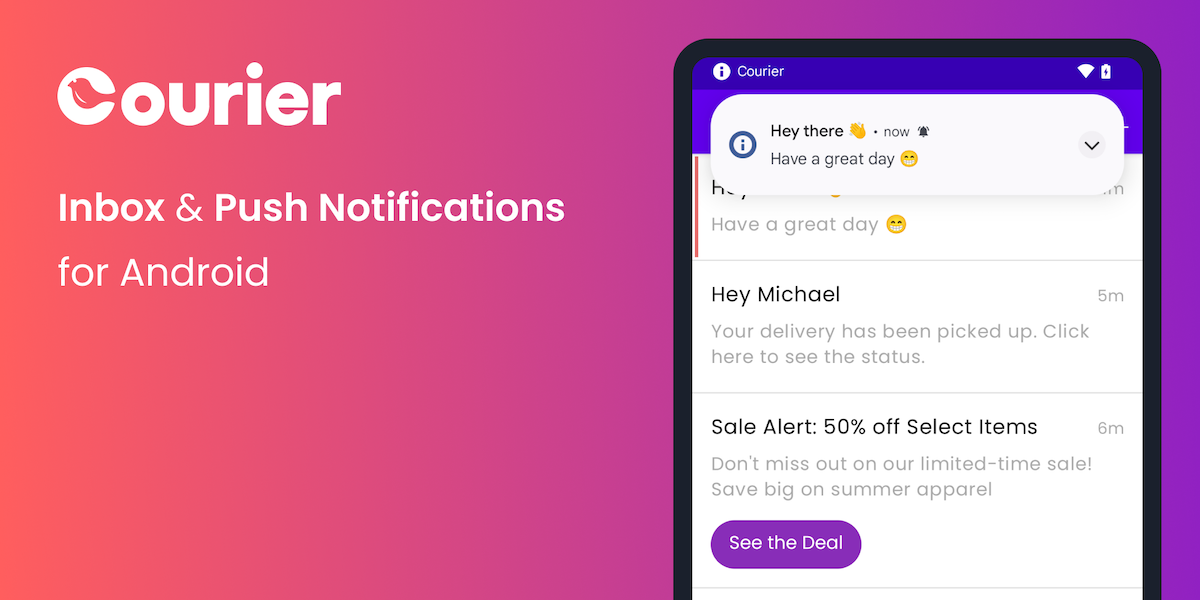 Courier
Inbox & Push Notifications
for Android
Courier
Hey there 👋 • now
Have a great day 😁
Have a great day 😁
Hey Michael 5m
Your delivery has been picked up. Click
here to see the status.
Sale Alert: 50% off Select Items 6m
Don't miss out on our limited-time sale!
Save big on summer apparel
See the Deal